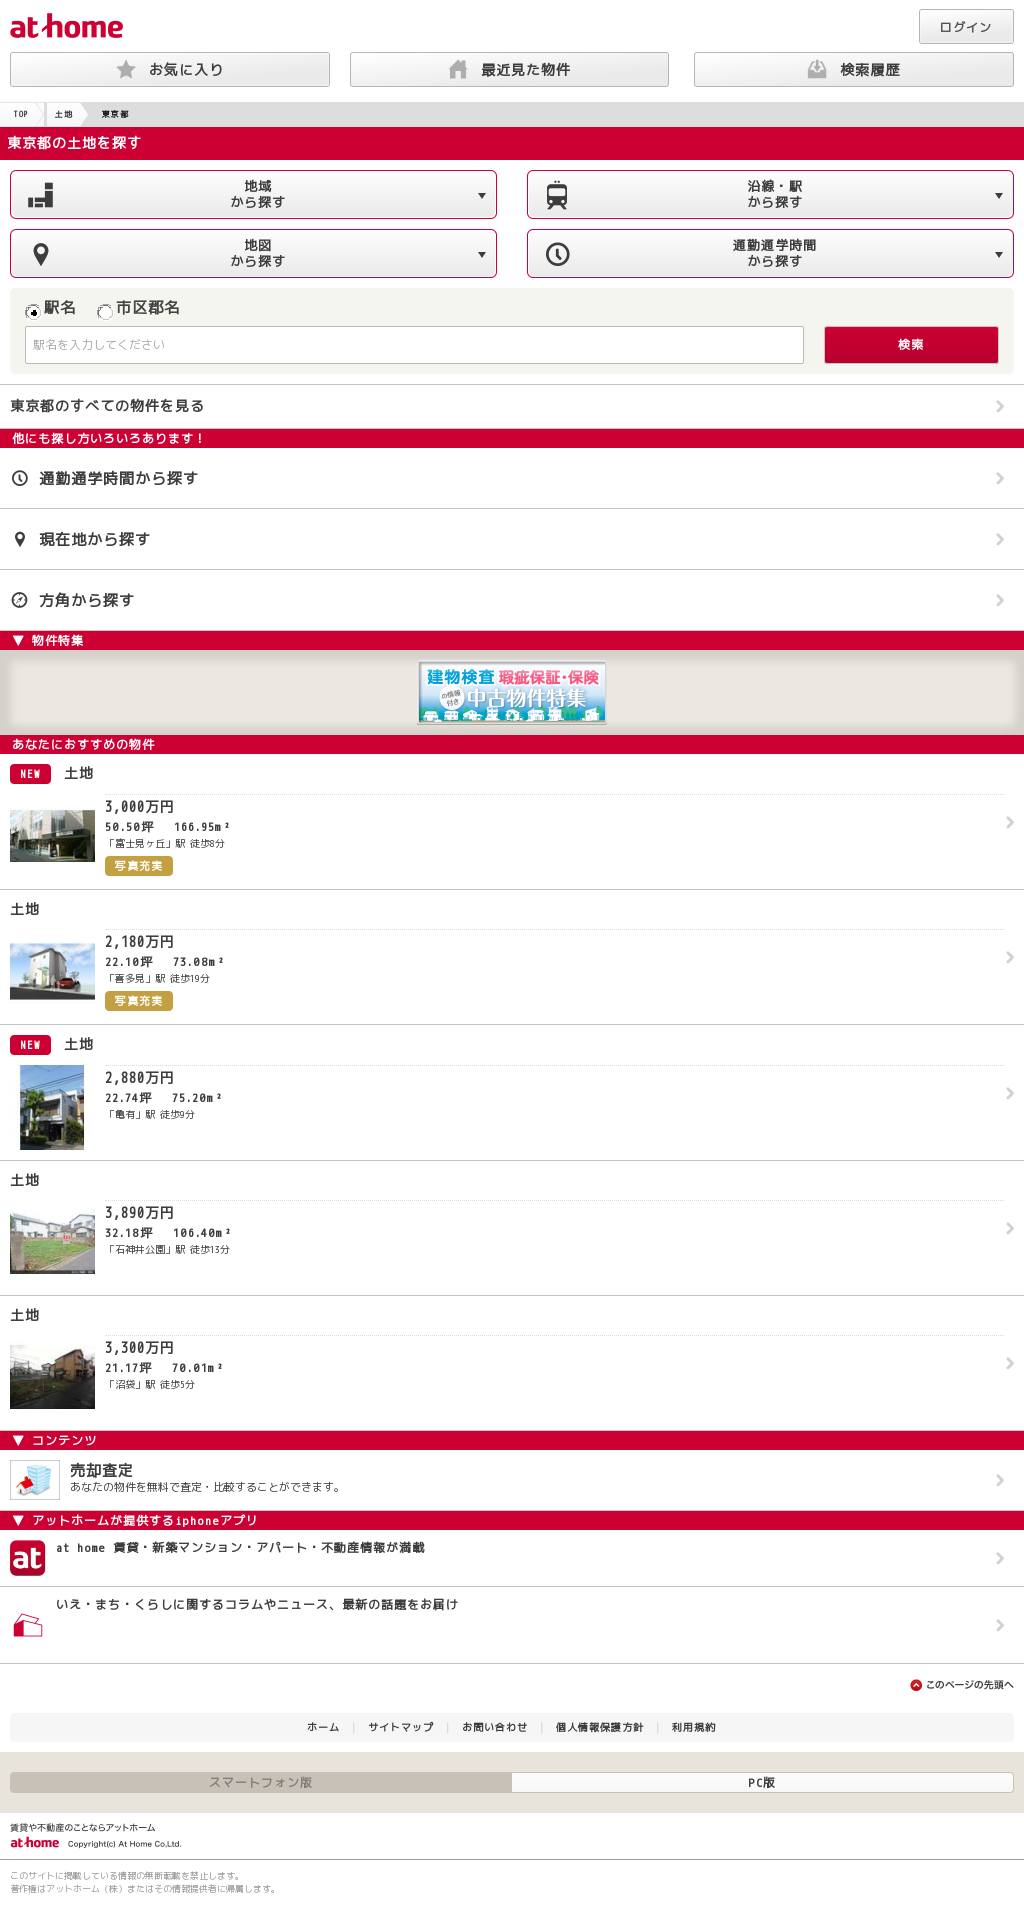 at home
ログイン
お気に入り
最近見た物件
検索履歴
TOP 土地 東京都
東京都の土地を探す
地域
から探す
沿線・駅
から探す
地図
から探す
通勤通学時間
から探す
駅名 市区郡名
駅名を入力してください
検索
東京都のすべての物件を見る
他にも探し方いろいろあります！
通勤通学時間から探す
現在地から探す
方角から探す
▼ 物件特集
建物検査 瑕疵保証・保険
の情報
付き
中古物件特集
あなたにおすすめの物件
NEW 土地
3,000万円
50.50坪 166.95m²
「富士見ヶ丘」駅 徒歩8分
写真充実
土地
2,180万円
22.10坪 73.08m²
「喜多見」駅 徒歩19分
写真充実
NEW 土地
2,880万円
22.74坪 75.20m²
「亀有」駅 徒歩9分
土地
3,890万円
32.18坪 106.40m²
「石神井公園」駅 徒歩13分
土地
3,300万円
21.17坪 70.01m²
「沼袋」駅 徒歩5分
▼ コンテンツ
売却査定
あなたの物件を無料で査定・比較することができます。
▼ アットホームが提供するiphoneアプリ
at
at home 賃貸・新築マンション・アパート・不動産情報が満載
いえ・まち・くらしに関するコラムやニュース、最新の話題をお届け
このページの先頭へ
ホーム | サイトマップ | お問い合わせ | 個人情報保護方針 | 利用規約
スマートフォン版 PC版
賃貸や不動産のことならアットホーム
at home Copyright(c) At Home Co.,Ltd.
このサイトに掲載している情報の無断転載を禁止します。
著作権はアットホーム（株）またはその情報提供者に帰属します。